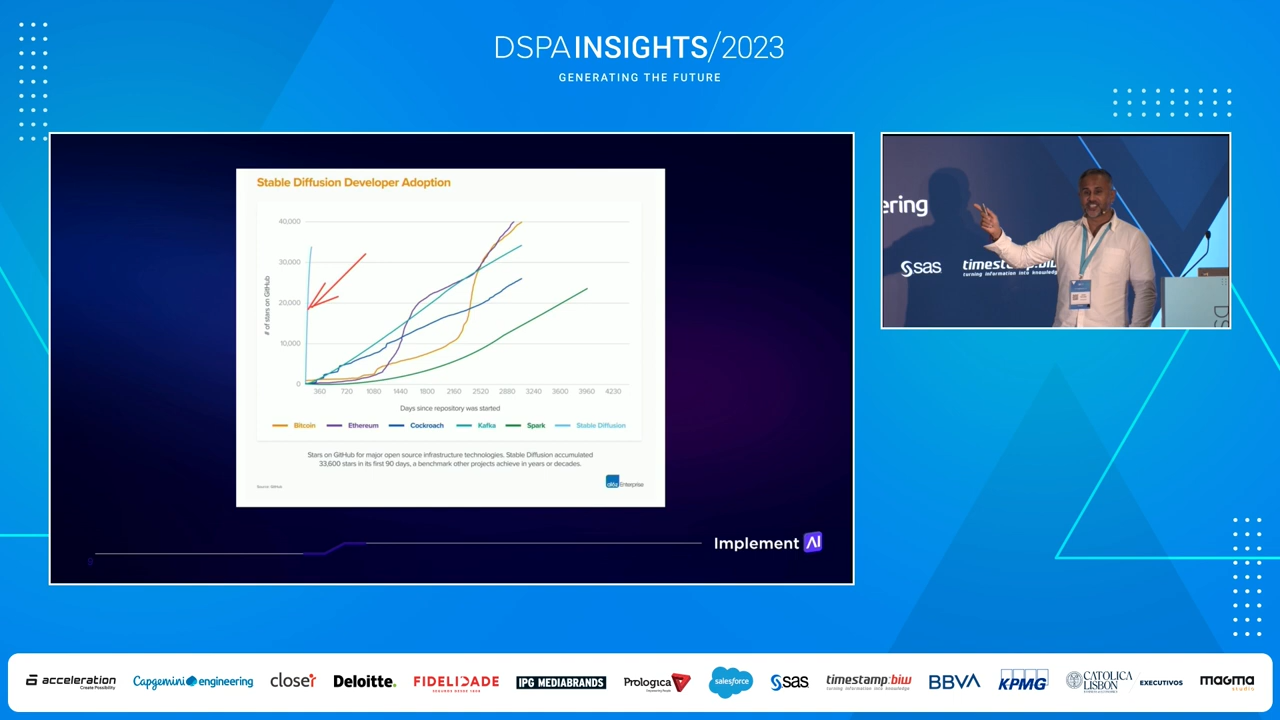 DSPA INSIGHTS/2023
GENERATING THE FUTURE
Stable Diffusion Developer Adoption
# of stars on GitHub
40,000
30,000
20,000
10,000
0
360 720 1080 1440 1800 2160 2520 2880 3240 3600 3960 4230
Days since repository was started
Bitcoin Ethereum Cockroach Kafka Spark Stable Diffusion
Stars on GitHub for major open source infrastructure technologies. Stable Diffusion accumulated
33,600 stars in its first 90 days, a benchmark other projects achieve in years or decades.
Source: GitHub
a16z Enterprise
9
Implement AI
ering
sas
timestamp:biw
turning information into knowledge
DS
acceleration
Create Possibility
Capgemini engineering
closer
Deloitte.
FIDELIDADE
SEGUROS DESDE 1808
IPG MEDIABRANDS
Prologica
salesforce
sas
timestamp:biw
turning information into knowledge
BBVA
KPMG
CATOLICA
LISBON
EXECUTIVOS
magma
studio